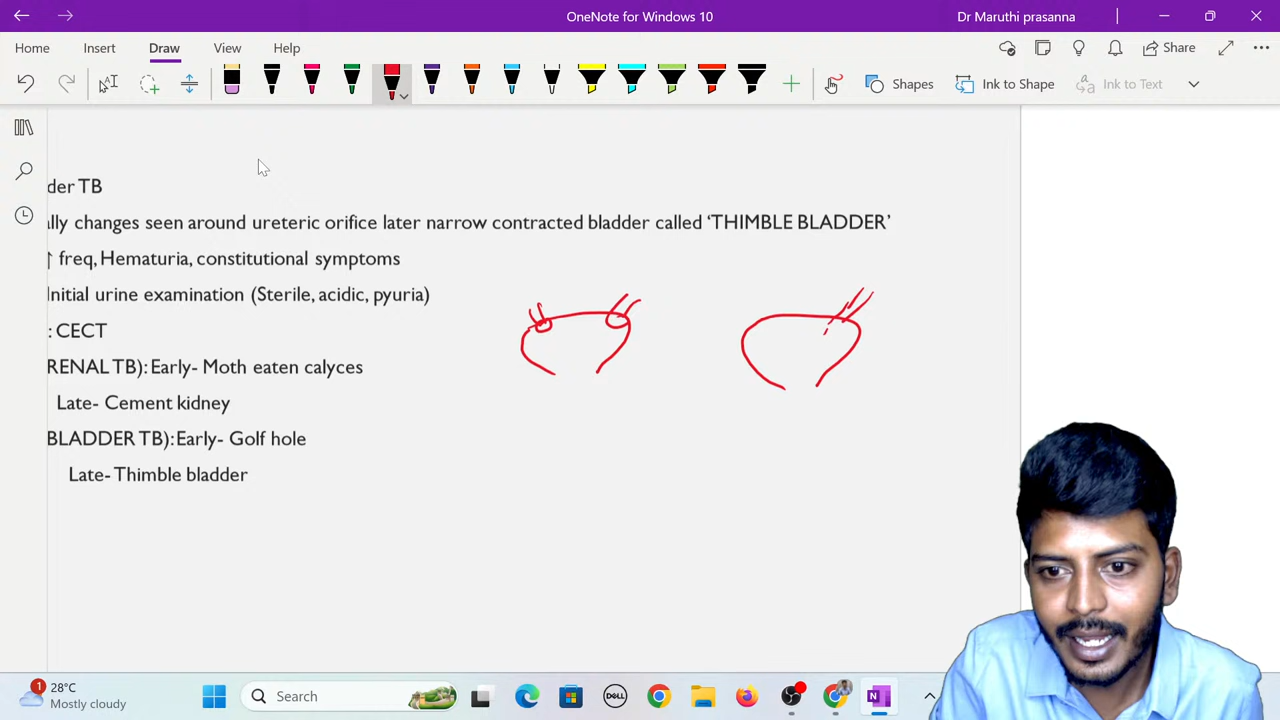 OneNote for Windows 10
Dr Maruthi prasanna
Home
Insert
Draw
View
Help
Share
Shapes
Ink to Shape
Ink to Text
der TB
lly changes seen around ureteric orifice later narrow contracted bladder called ‘THIMBLE BLADDER’
↑ freq, Hematuria, constitutional symptoms
Initial urine examination (Sterile, acidic, pyuria)
: CECT
RENAL TB): Early- Moth eaten calyces
Late- Cement kidney
BLADDER TB): Early- Golf hole
Late- Thimble bladder
1
28°C
Mostly cloudy
Search
DELL